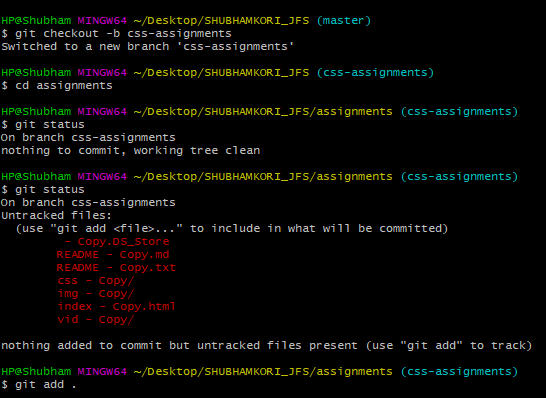 HP@Shubham MINGW64 ~/Desktop/SHUBHAMKORI_JFS (master)
$ git checkout -b css-assignments
Switched to a new branch 'css-assignments'
HP@Shubham MINGW64 ~/Desktop/SHUBHAMKORI_JFS (css-assignments)
$ cd assignments
HP@Shubham MINGW64 ~/Desktop/SHUBHAMKORI_JFS/assignments (css-assignments)
$ git status
On branch css-assignments
nothing to commit, working tree clean
HP@Shubham MINGW64 ~/Desktop/SHUBHAMKORI_JFS/assignments (css-assignments)
$ git status
On branch css-assignments
Untracked files:
(use "git add <file>..." to include in what will be committed)
- Copy.DS_Store
README - Copy.md
README - Copy.txt
css - Copy/
img - Copy/
index - Copy.html
vid - Copy/
nothing added to commit but untracked files present (use "git add" to track)
HP@Shubham MINGW64 ~/Desktop/SHUBHAMKORI_JFS/assignments (css-assignments)
$ git add .